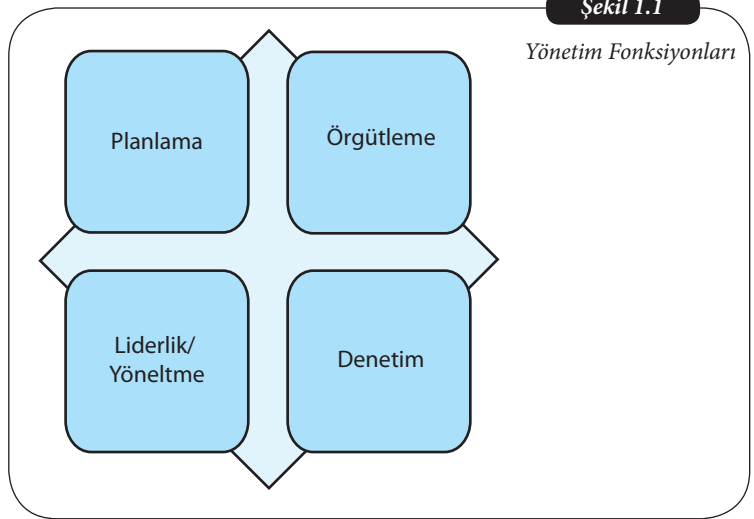 Şekil 1.1
Yönetim Fonksiyonları
Planlama
Örgütleme
Liderlik/
Yöneltme
Denetim